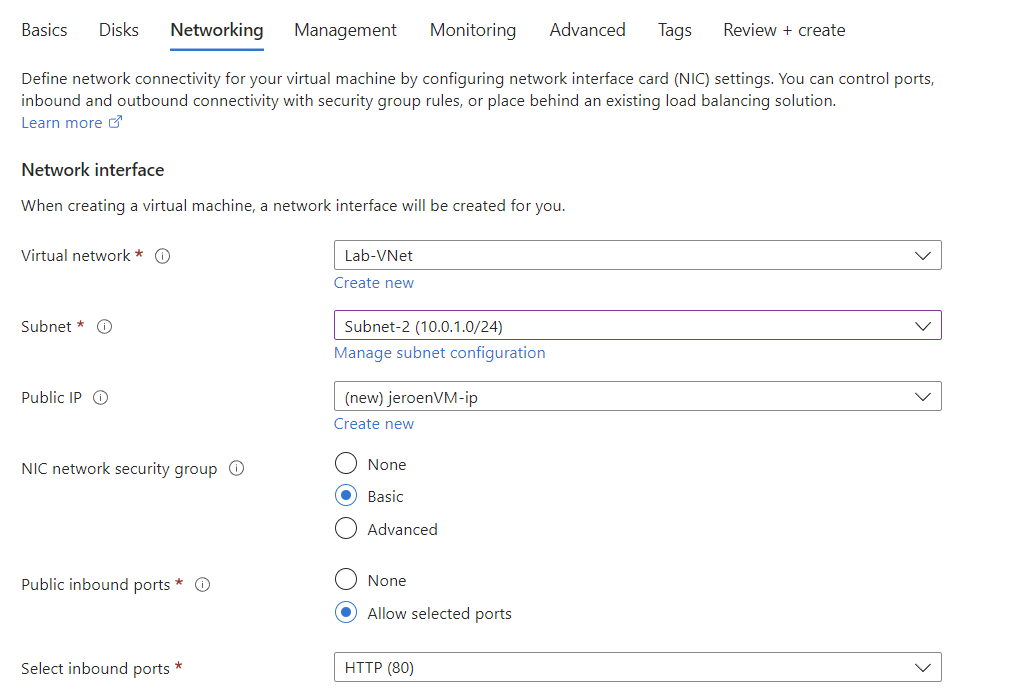 Basics Disks Networking Management Monitoring Advanced Tags Review + create
Define network connectivity for your virtual machine by configuring network interface card (NIC) settings. You can control ports,
inbound and outbound connectivity with security group rules, or place behind an existing load balancing solution.
Learn more
Network interface
When creating a virtual machine, a network interface will be created for you.
Virtual network * Lab-VNet
Create new
Subnet * Subnet-2 (10.0.1.0/24)
Manage subnet configuration
Public IP (new) jeroenVM-ip
Create new
NIC network security group None
Basic
Advanced
Public inbound ports * None
Allow selected ports
Select inbound ports * HTTP (80)